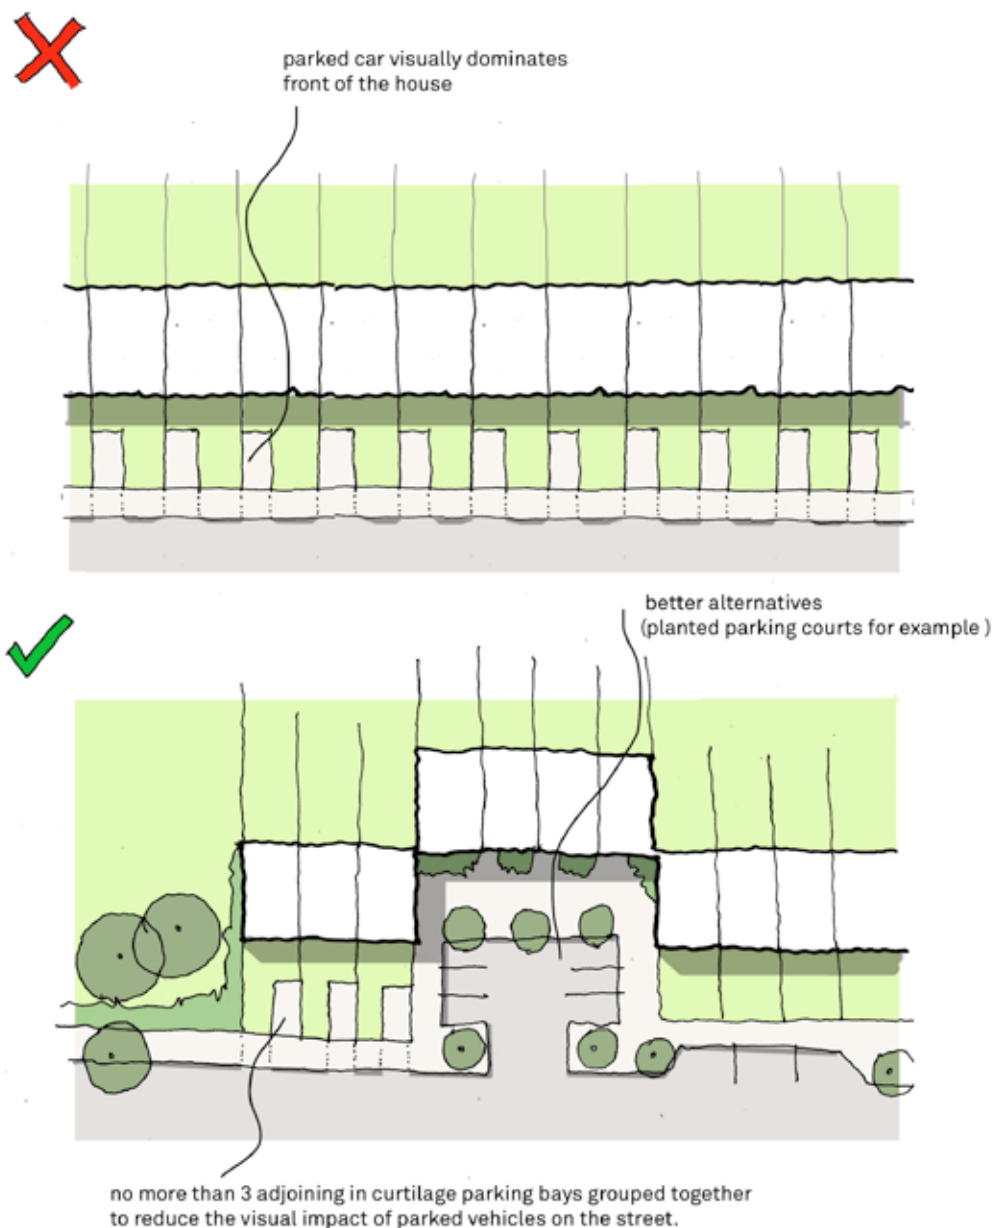 parked car visually dominates
front of the house
better alternatives
(planted parking courts for example )
no more than 3 adjoining in curtilage parking bays grouped together
to reduce the visual impact of parked vehicles on the street.